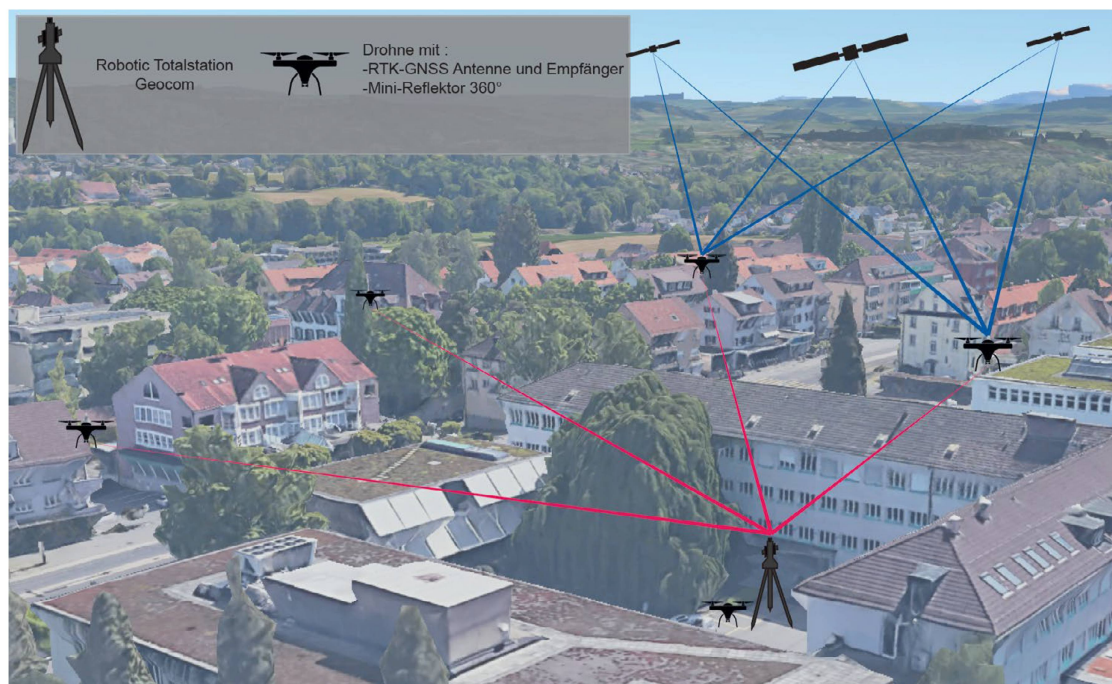 Robotic Totalstation
Geocom
Drohne mit :
-RTK-GNSS Antenne und Empfänger
-Mini-Reflektor 360°